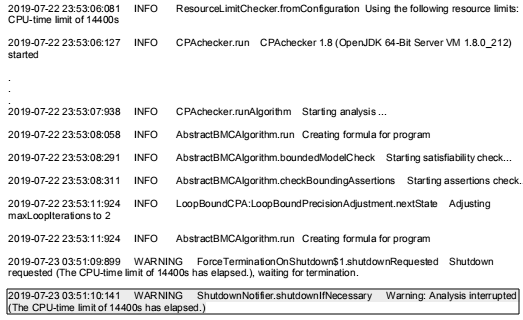 2019-07-22 23:53:06:081 INFO ResourceLimitChecker.fromConfiguration Using the following resource limits:
CPU-time limit of 14400s
2019-07-22 23:53:06:127 INFO CPAchecker.run CPAchecker 1.8 (OpenJDK 64-Bit Server VM 1.8.0_212)
started
.
.
.
2019-07-22 23:53:07:938 INFO CPAchecker.runAlgorithm Starting analysis ...
2019-07-22 23:53:08:058 INFO AbstractBMCAlgorithm.run Creating formula for program
2019-07-22 23:53:08:291 INFO AbstractBMCAlgorithm.boundedModelCheck Starting satisfiability check...
2019-07-22 23:53:08:311 INFO AbstractBMCAlgorithm.checkBoundingAssertions Starting assertions check.
2019-07-22 23:53:11:924 INFO LoopBoundCPA:LoopBoundPrecisionAdjustment.nextState Adjusting
maxLoopIterations to 2
2019-07-22 23:53:11:924 INFO AbstractBMCAlgorithm.run Creating formula for program
2019-07-23 03:51:09:899 WARNING ForceTerminationOnShutdown$1.shutdownRequested Shutdown
requested (The CPU-time limit of 14400s has elapsed.), waiting for termination.
2019-07-23 03:51:10:141 WARNING ShutdownNotifier.shutdownIfNecessary Warning: Analysis interrupted
(The CPU-time limit of 14400s has elapsed.)